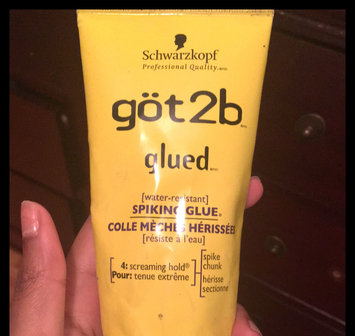 Schwarzkopf
Professional Quality.
göt2b
glued
[water-resistant]
SPIKING GLUE®
COLLE MÈCHES HÉRISSÉES
[résiste à l'eau]
4: screaming hold®
Pour: tenue extrême
spike
chunk
hérisse
sectionne